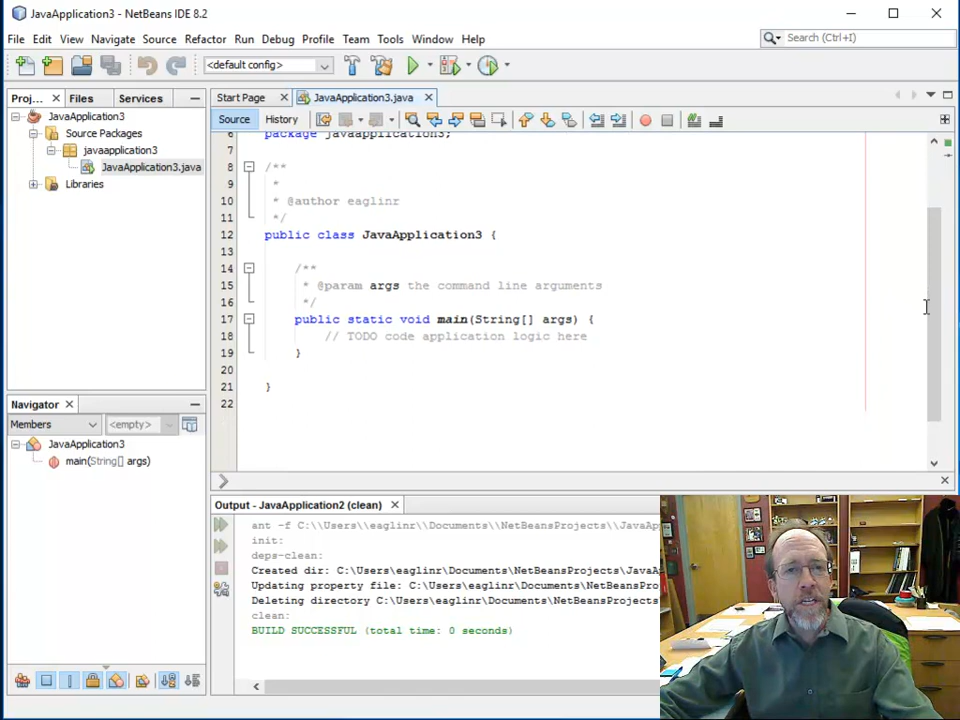 JavaApplication3 - NetBeans IDE 8.2
File Edit View Navigate Source Refactor Run Debug Profile Team Tools Window Help
Search (Ctrl+I)
<default config>
Proj... Files Services
JavaApplication3
Source Packages
javaapplication3
JavaApplication3.java
Libraries
Start Page JavaApplication3.java
Source History
6 package javaapplication3;
7
8 /**
9 *
10 * @author eaglinr
11 */
12 public class JavaApplication3 {
13
14 /**
15 * @param args the command line arguments
16 */
17 public static void main(String[] args) {
18 // TODO code application logic here
19 }
20
21 }
22
Navigator
Members <empty>
JavaApplication3
main(String[] args)
Output - JavaApplication2 (clean)
ant -f C:\\Users\\eaglinr\\Documents\\NetBeansProjects\\JavaAp
init:
deps-clean:
Created dir: C:\Users\eaglinr\Documents\NetBeansProjects\JavaA
Updating property file: C:\Users\eaglinr\Documents\NetBeansPro
Deleting directory C:\Users\eaglinr\Documents\NetBeansProjects
clean:
BUILD SUCCESSFUL (total time: 0 seconds)